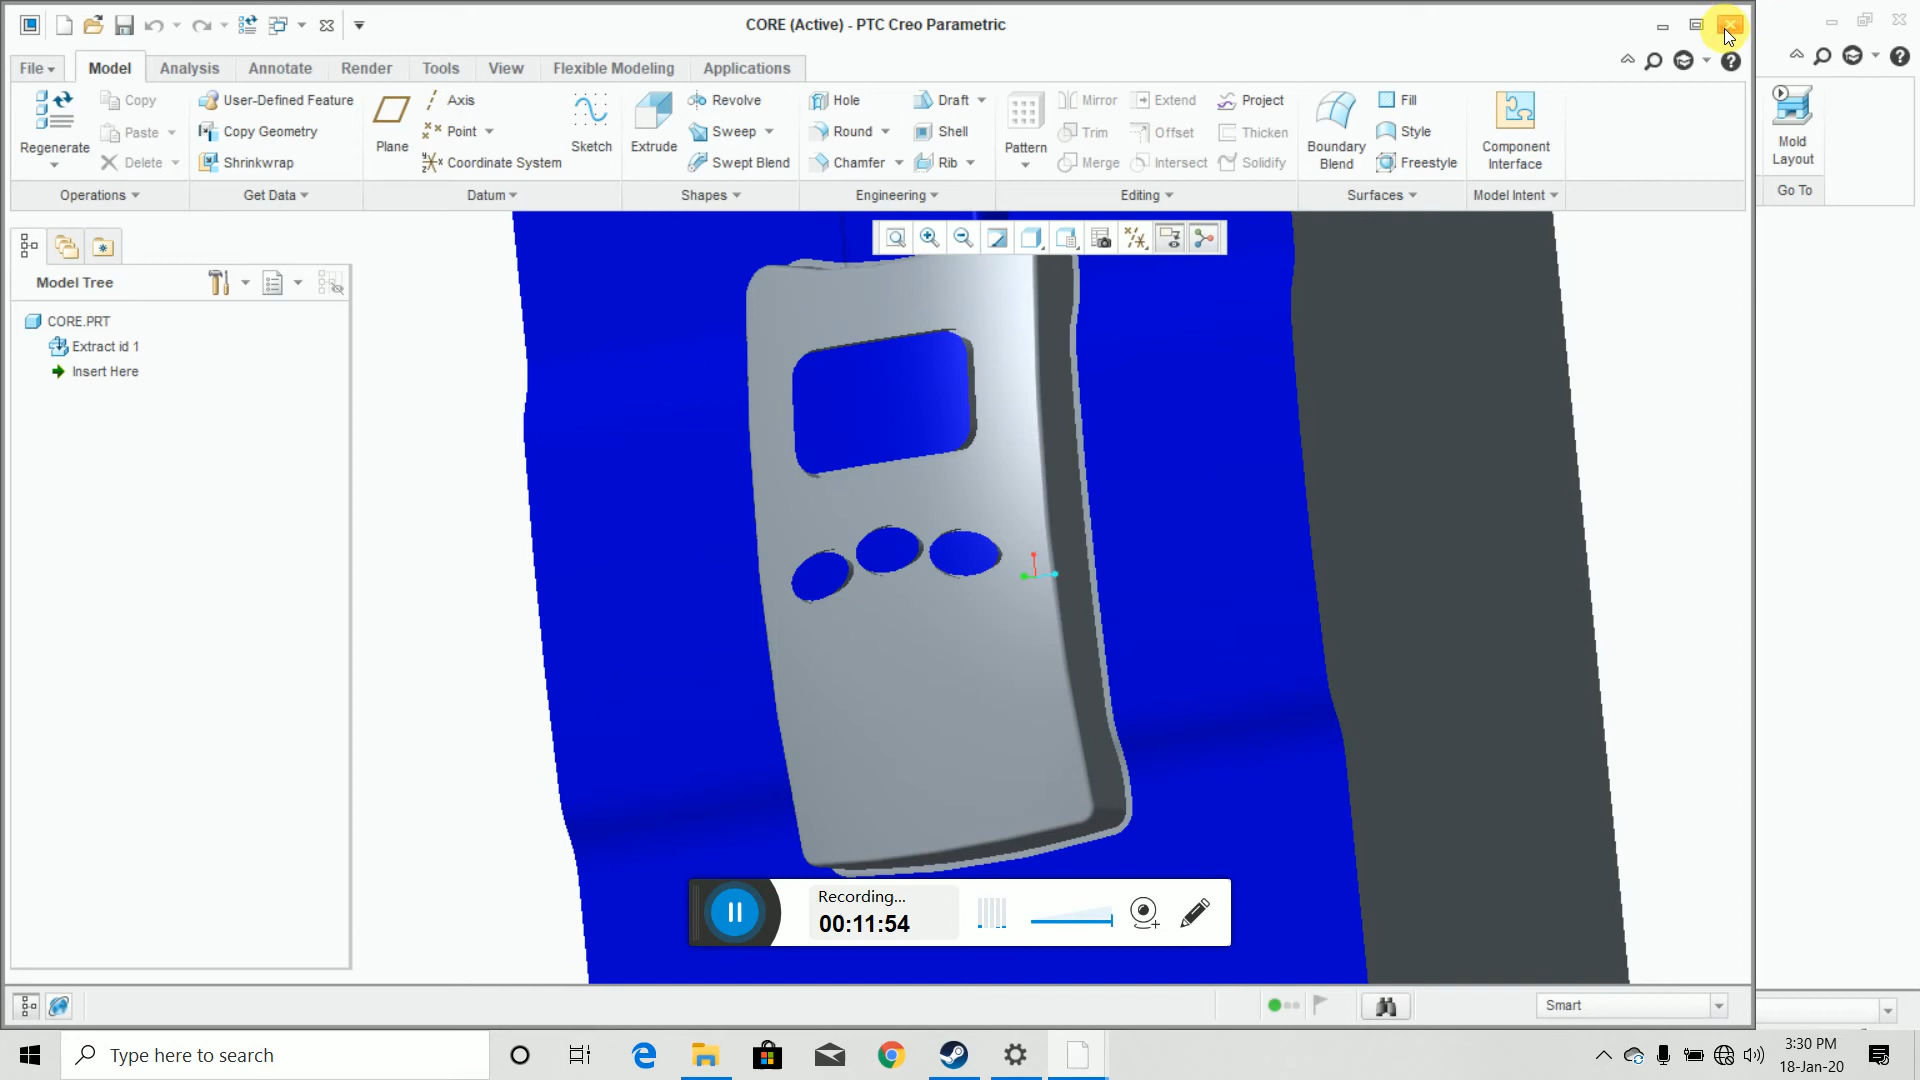 CORE (Active) - PTC Creo Parametric
File Model Analysis Annotate Render Tools View Flexible Modeling Applications
Regenerate
Copy
Paste
Delete
Operations
User-Defined Feature
Copy Geometry
Shrinkwrap
Get Data
Plane
Axis
Point
Coordinate System
Sketch
Datum
Extrude
Revolve
Sweep
Swept Blend
Shapes
Hole
Round
Chamfer
Draft
Shell
Rib
Engineering
Pattern
Mirror
Trim
Merge
Extend
Offset
Intersect
Project
Thicken
Solidify
Editing
Boundary
Blend
Fill
Style
Freestyle
Surfaces
Component
Interface
Model Intent
Mold
Layout
Go To
Model Tree
CORE.PRT
Extract id 1
Insert Here
Recording...
00:11:54
Smart
Type here to search
3:30 PM
18-Jan-20